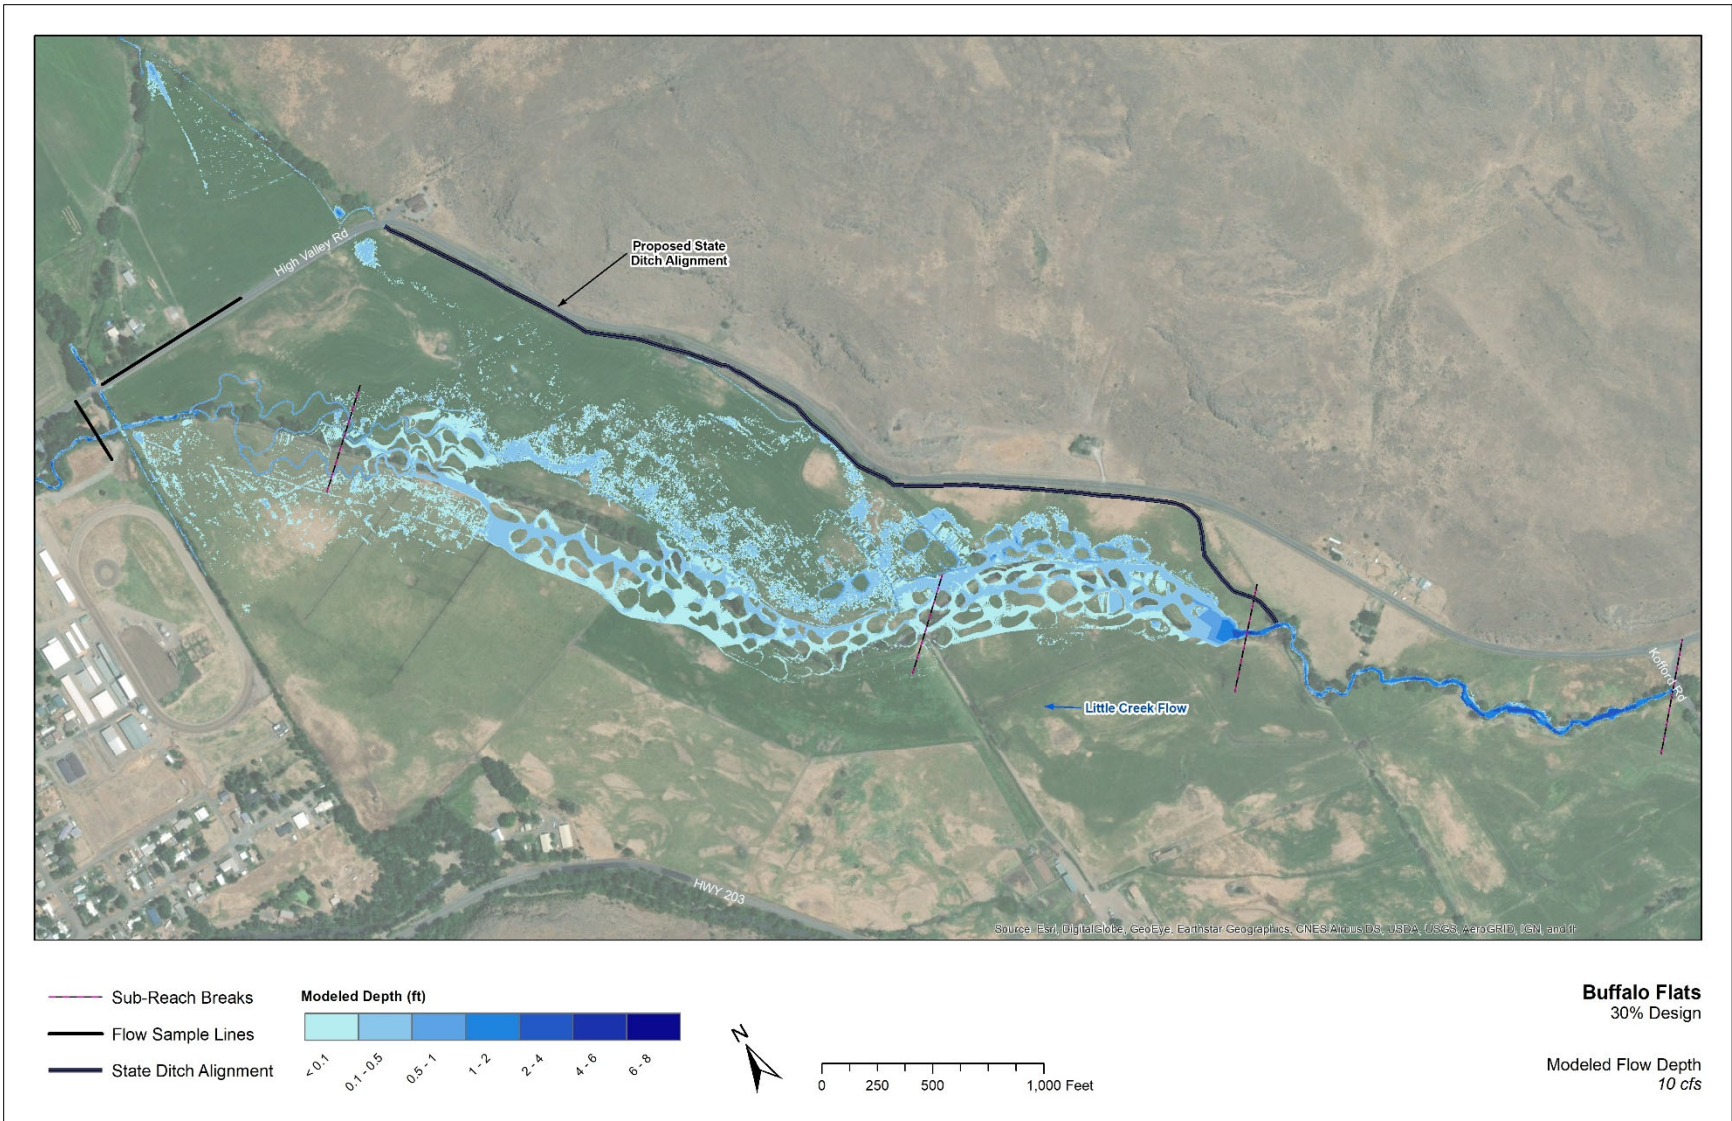 High Valley Rd
Proposed State
Ditch Alignment
Kofford Rd
Little Creek Flow
HWY 203
Source: Esri, DigitalGlobe, GeoEye, Earthstar Geographics, CNES/Airbus DS, USDA, USGS, AeroGRID, IGN, and th
Sub-Reach Breaks
Flow Sample Lines
State Ditch Alignment
Modeled Depth (ft)
< 0.1
0.1 - 0.5
0.5 - 1
1 - 2
2 - 4
4 - 6
6 - 8
N
0 250 500 1,000 Feet
Buffalo Flats
30% Design
Modeled Flow Depth
10 cfs